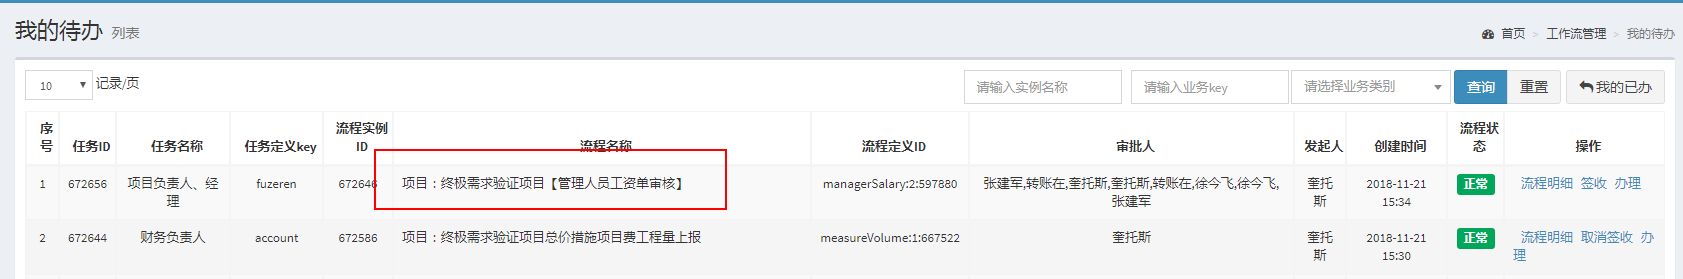 我的待办 列表
首页 > 工作流管理 > 我的待办
10 记录/页
请输入实例名称 请输入业务key 请选择业务类别 查询 重置 我的已办
序号 任务ID 任务名称 任务定义key 流程实例ID 流程名称 流程定义ID 审批人 发起人 创建时间 流程状态 操作
1 672656 项目负责人、经理 fuzeren 672646 项目：终极需求验证项目【管理人员工资单审核】 managerSalary:2:597880 张建军,转账在,奎托斯,奎托斯,转账在,徐今飞,徐今飞,张建军 奎托斯 2018-11-21 15:34 正常 流程明细 签收 办理
2 672644 财务负责人 account 672586 项目：终极需求验证项目总价措施项目费工程量上报 measureVolume:1:667522 奎托斯 奎托斯 2018-11-21 15:30 正常 流程明细 取消签收 办理